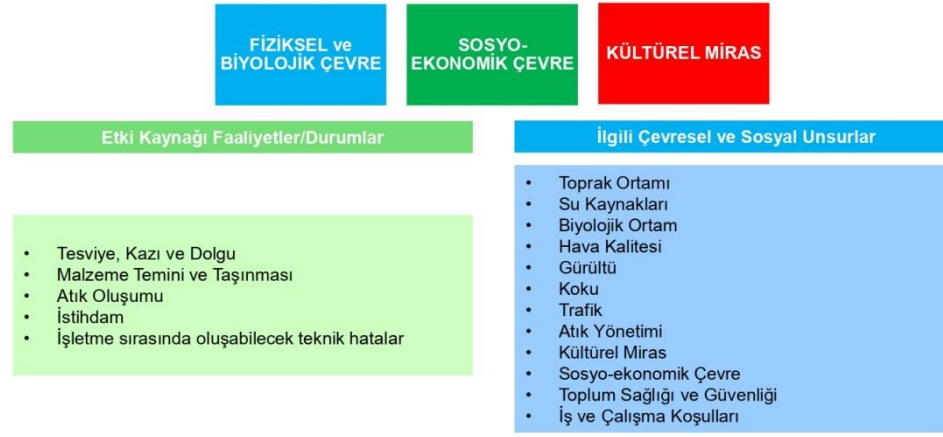 FİZİKSEL ve
BİYOLOJİK ÇEVRE
SOSYO-
EKONOMİK ÇEVRE
KÜLTÜREL MİRAS
Etki Kaynağı Faaliyetler/Durumlar
• Tesviye, Kazı ve Dolgu
• Malzeme Temini ve Taşınması
• Atık Oluşumu
• İstihdam
• İşletme sırasında oluşabilecek teknik hatalar
İlgili Çevresel ve Sosyal Unsurlar
• Toprak Ortamı
• Su Kaynakları
• Biyolojik Ortam
• Hava Kalitesi
• Gürültü
• Koku
• Trafik
• Atık Yönetimi
• Kültürel Miras
• Sosyo-ekonomik Çevre
• Toplum Sağlığı ve Güvenliği
• İş ve Çalışma Koşulları